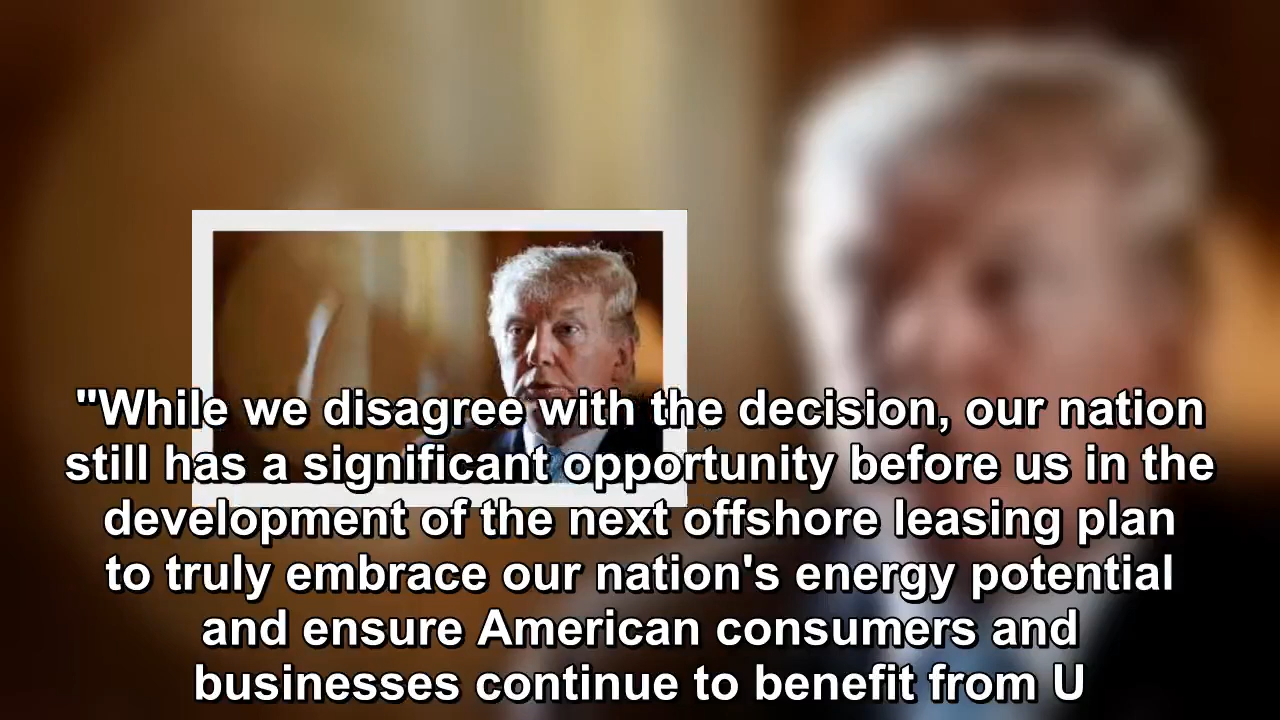 "While we disagree with the decision, our nation
still has a significant opportunity before us in the
development of the next offshore leasing plan
to truly embrace our nation's energy potential
and ensure American consumers and
businesses continue to benefit from U